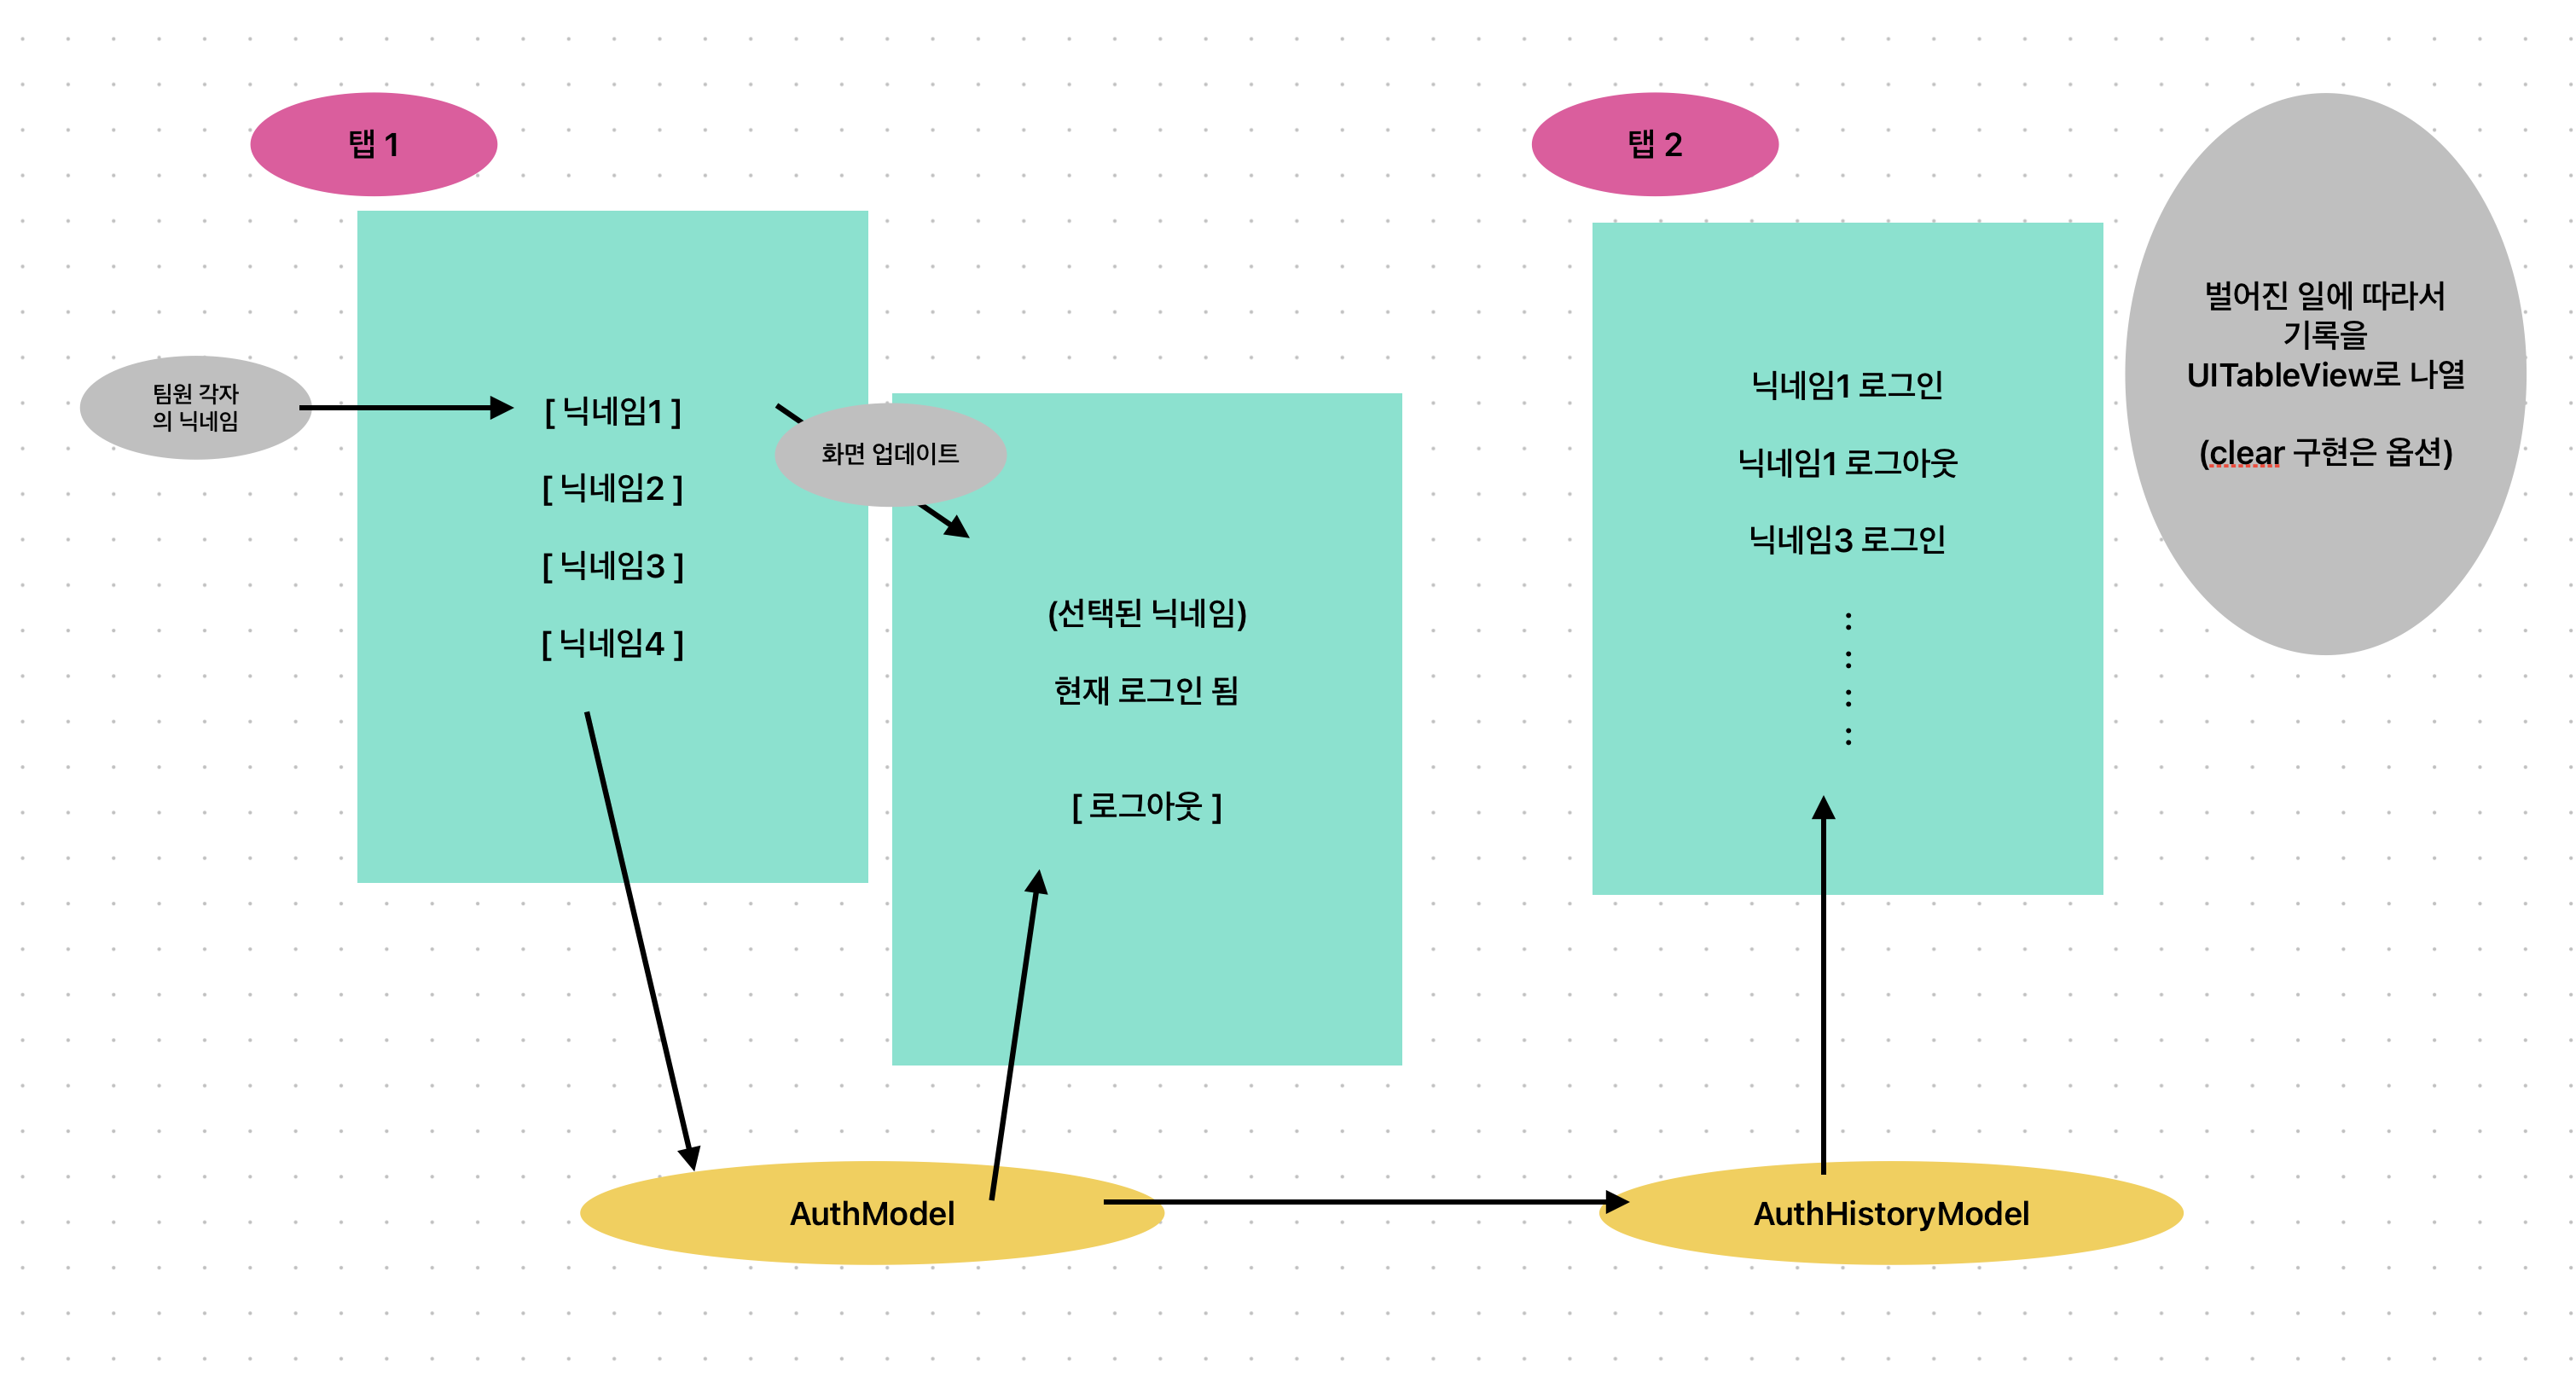 탭 1
팀원 각자
의 닉네임
[ 닉네임1 ]
[ 닉네임2 ]
[ 닉네임3 ]
[ 닉네임4 ]
화면 업데이트
(선택된 닉네임)
현재 로그인 됨
[ 로그아웃 ]
AuthModel
탭 2
닉네임1 로그인
닉네임1 로그아웃
닉네임3 로그인
:
:
:
:
AuthHistoryModel
벌어진 일에 따라서
기록을
UITableView로 나열
(clear 구현은 옵션)